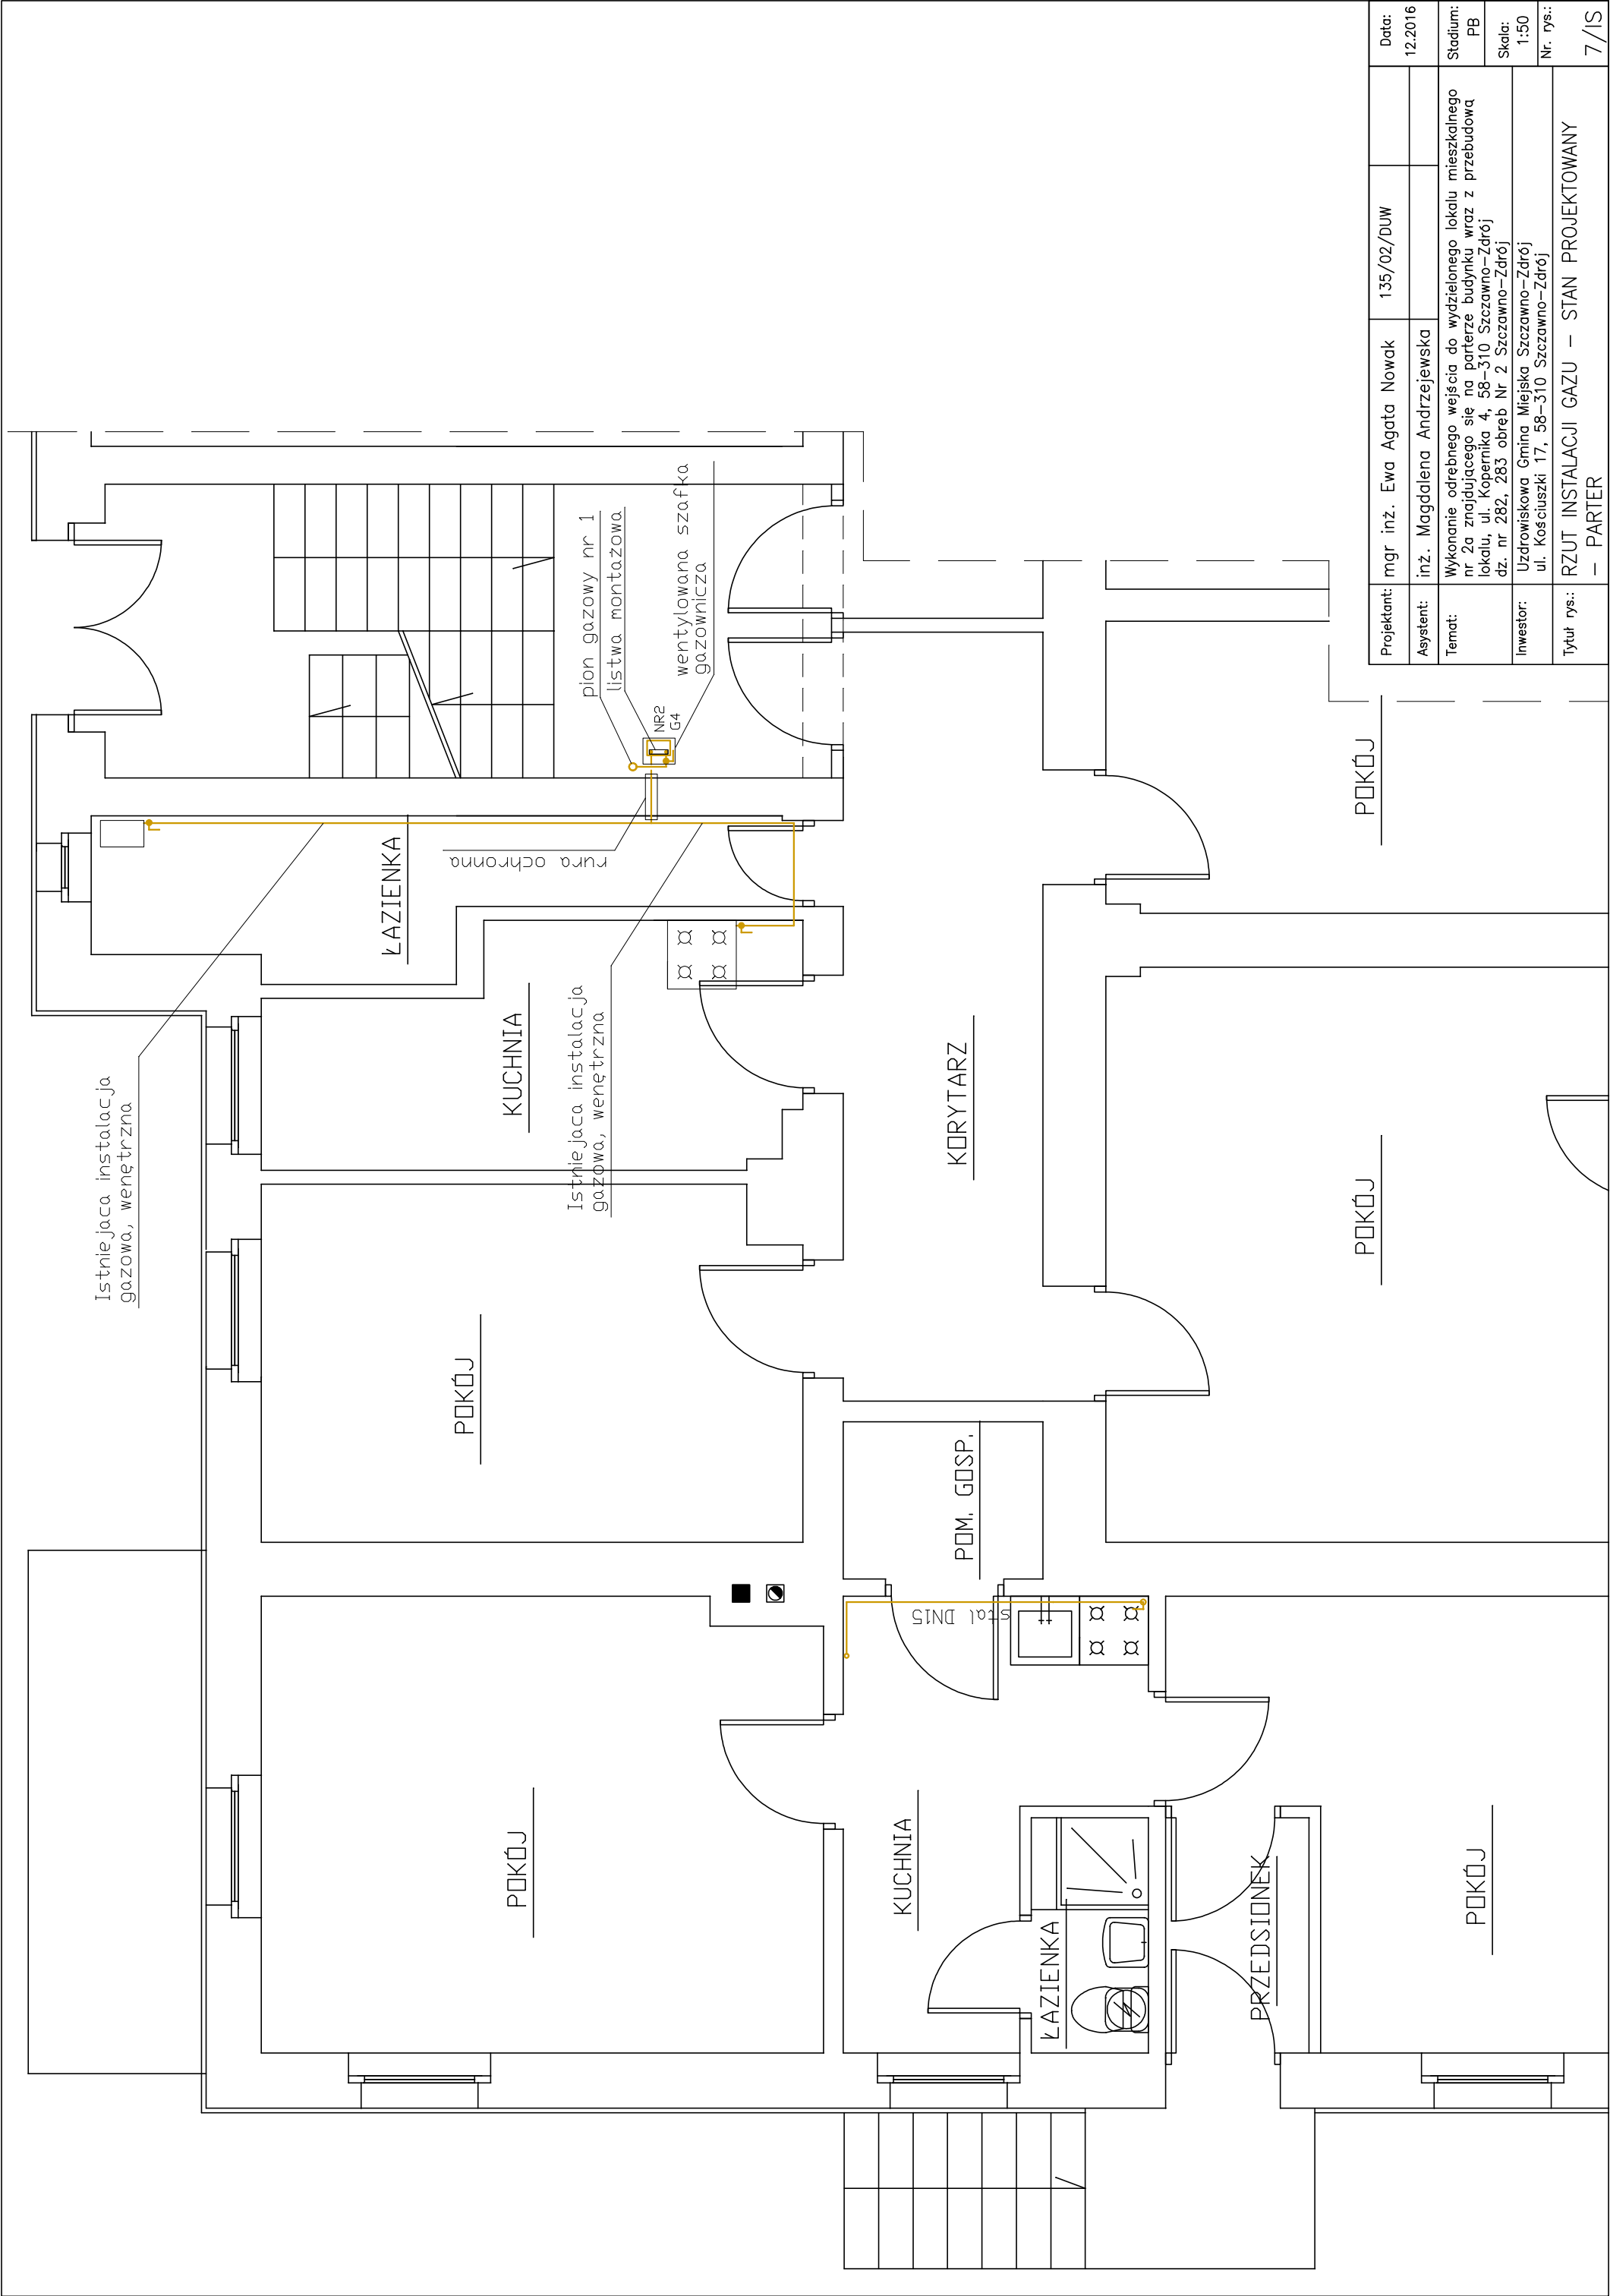 Istniejaca instalacja
gazowa, wenętrzna
ŁAZIENKA
rura ochronna
pion gazowy nr 1
listwa montażowa
NR2
G4
wentylowana szafka
gazownicza
KUCHNIA
Istniejaca instalacja
gazowa, wenętrzna
POKÓJ
POKÓJ
KORYTARZ
POM. GOSP.
stal DN15
KUCHNIA
ŁAZIENKA
PRZEDSIONEK
POKÓJ
POKÓJ
POKÓJ
Projektant: mgr inż. Ewa Agata Nowak 135/02/DUW
Data:
12.2016
Asystent: inż. Magdalena Andrzejewska
Temat: Wykonanie odrębnego wejścia do wydzielonego lokalu mieszkalnego
nr 2a znajdującego się na parterze budynku wraz z przebudową
lokalu, ul. Kopernika 4, 58-310 Szczawno-Zdrój
dz. nr 282, 283 obręb Nr 2 Szczawno-Zdrój
Stadium:
PB
Skala:
1:50
Inwestor: Uzdrowiskowa Gmina Miejska Szczawno-Zdrój
ul. Kościuszki 17, 58-310 Szczawno-Zdrój
Nr. rys.:
7/IS
Tytuł rys.: RZUT INSTALACJI GAZU - STAN PROJEKTOWANY
- PARTER